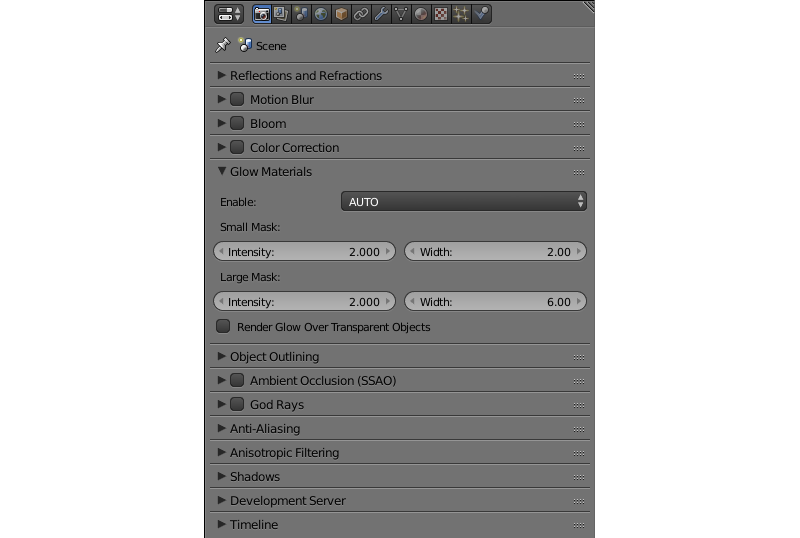 Scene
Reflections and Refractions
Motion Blur
Bloom
Color Correction
Glow Materials
Enable: AUTO
Small Mask:
Intensity: 2.000 Width: 2.00
Large Mask:
Intensity: 2.000 Width: 6.00
Render Glow Over Transparent Objects
Object Outlining
Ambient Occlusion (SSAO)
God Rays
Anti-Aliasing
Anisotropic Filtering
Shadows
Development Server
Timeline